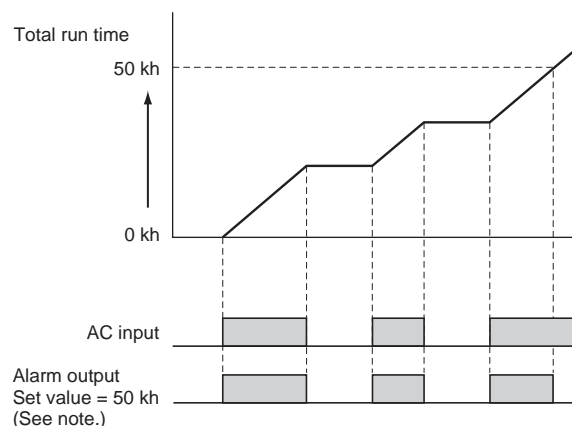 Total run time
50 kh
0 kh
AC input
Alarm output
Set value = 50 kh
(See note.)